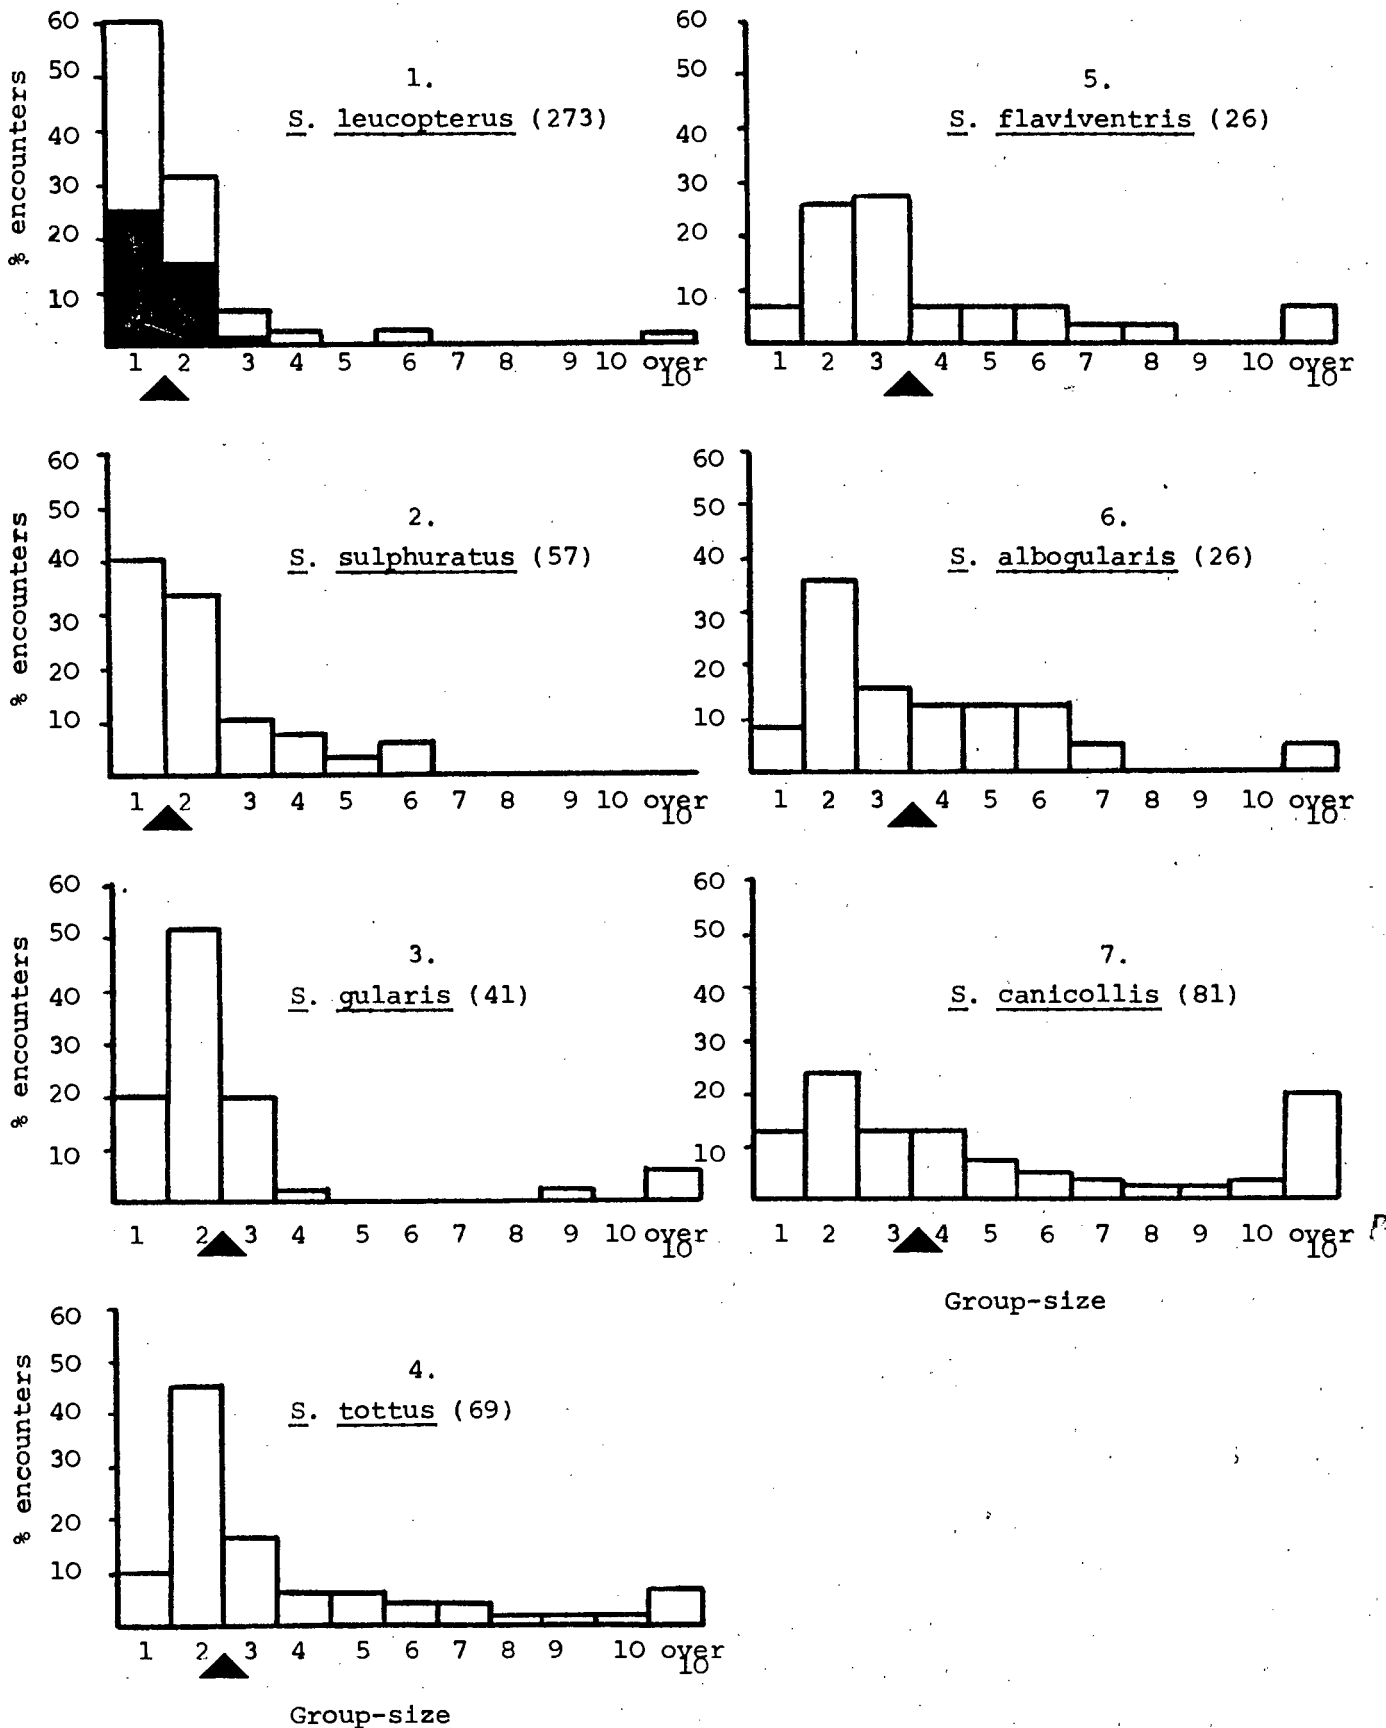 60
50
40
30
20
10
% encounters
1.
S. leucopterus (273)
1 2 3 4 5 6 7 8 9 10 over 10
60
50
40
30
20
10
5.
S. flaviventris (26)
1 2 3 4 5 6 7 8 9 10 over 10
60
50
40
30
20
10
% encounters
2.
S. sulphuratus (57)
1 2 3 4 5 6 7 8 9 10 over 10
60
50
40
30
20
10
6.
S. albogularis (26)
1 2 3 4 5 6 7 8 9 10 over 10
60
50
40
30
20
10
% encounters
3.
S. gularis (41)
1 2 3 4 5 6 7 8 9 10 over 10
60
50
40
30
20
10
7.
S. canicollis (81)
1 2 3 4 5 6 7 8 9 10 over 10
Group-size
60
50
40
30
20
10
% encounters
4.
S. tottus (69)
1 2 3 4 5 6 7 8 9 10 over 10
Group-size